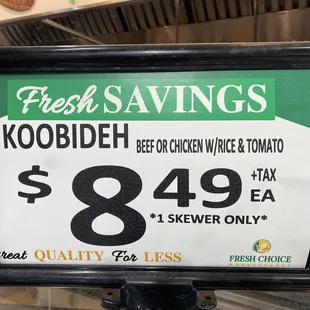 Fresh SAVINGS
KOOBIDEH BEEF OR CHICKEN W/RICE & TOMATO
$8.49 +TAX
EA
*1 SKEWER ONLY*
reat QUALITY For LESS
FRESH CHOICE
MARKETPLACE